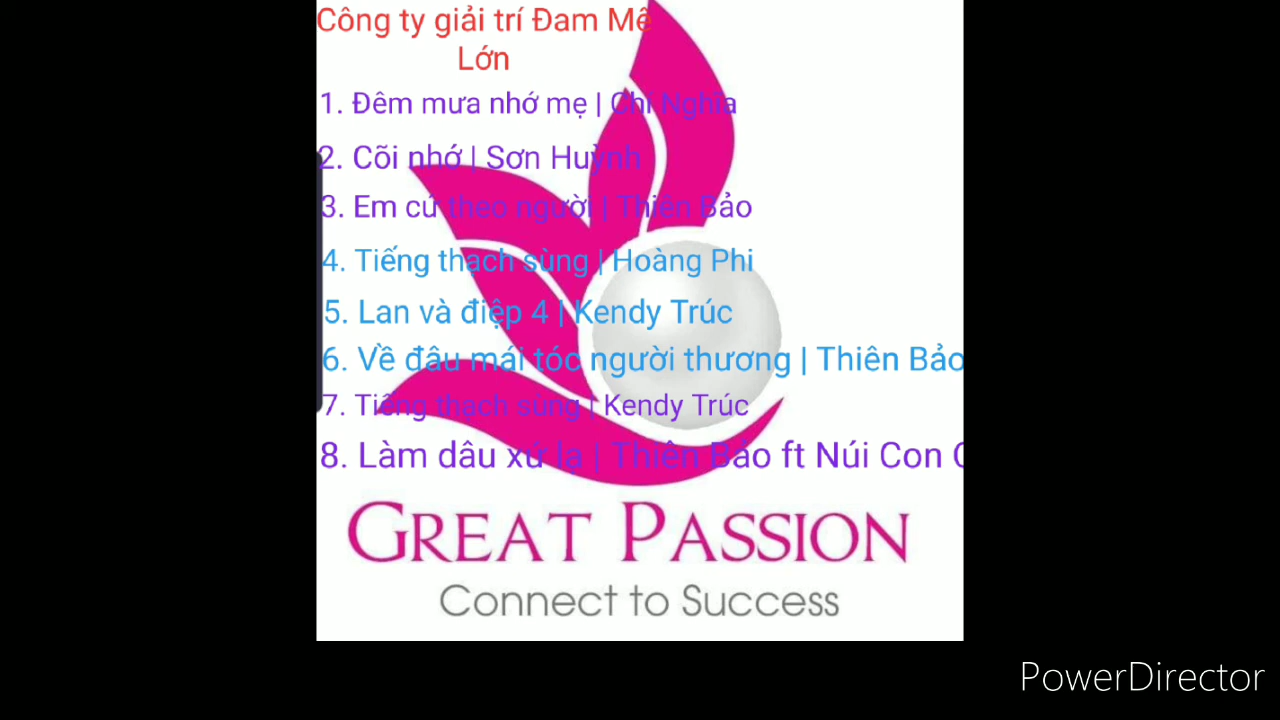 Công ty giải trí Đam Mê
Lớn
1. Đêm mưa nhớ mẹ | Chí Nghĩa
2. Cõi nhớ | Sơn Huỳnh
3. Em cứ theo người | Thiên Bảo
4. Tiếng thạch sùng | Hoàng Phi
5. Lan và điệp 4 | Kendy Trúc
6. Về đâu mái tóc người thương | Thiên Bảo
7. Tiếng thạch sùng | Kendy Trúc
8. Làm dâu xứ lạ | Thiên Bảo ft Núi Con
GREAT PASSION
Connect to Success
PowerDirector